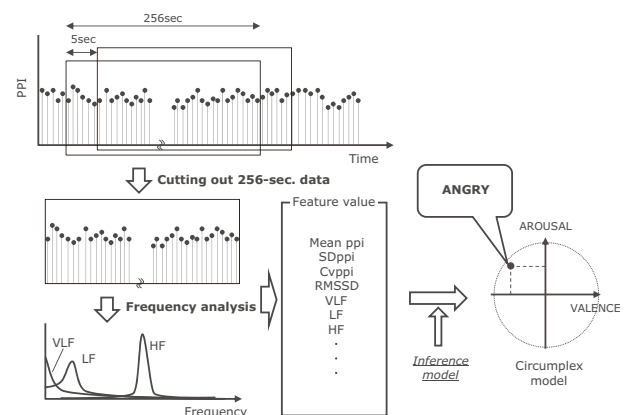 256sec
5sec
PPI
Time
Cutting out 256-sec. data
Feature value
Mean ppi
SDppi
Cvppi
RMSSD
VLF
LF
HF
.
.
.
Frequency analysis
VLF
LF
HF
Frequency
Inference
model
ANGRY
AROUSAL
VALENCE
Circumplex
model